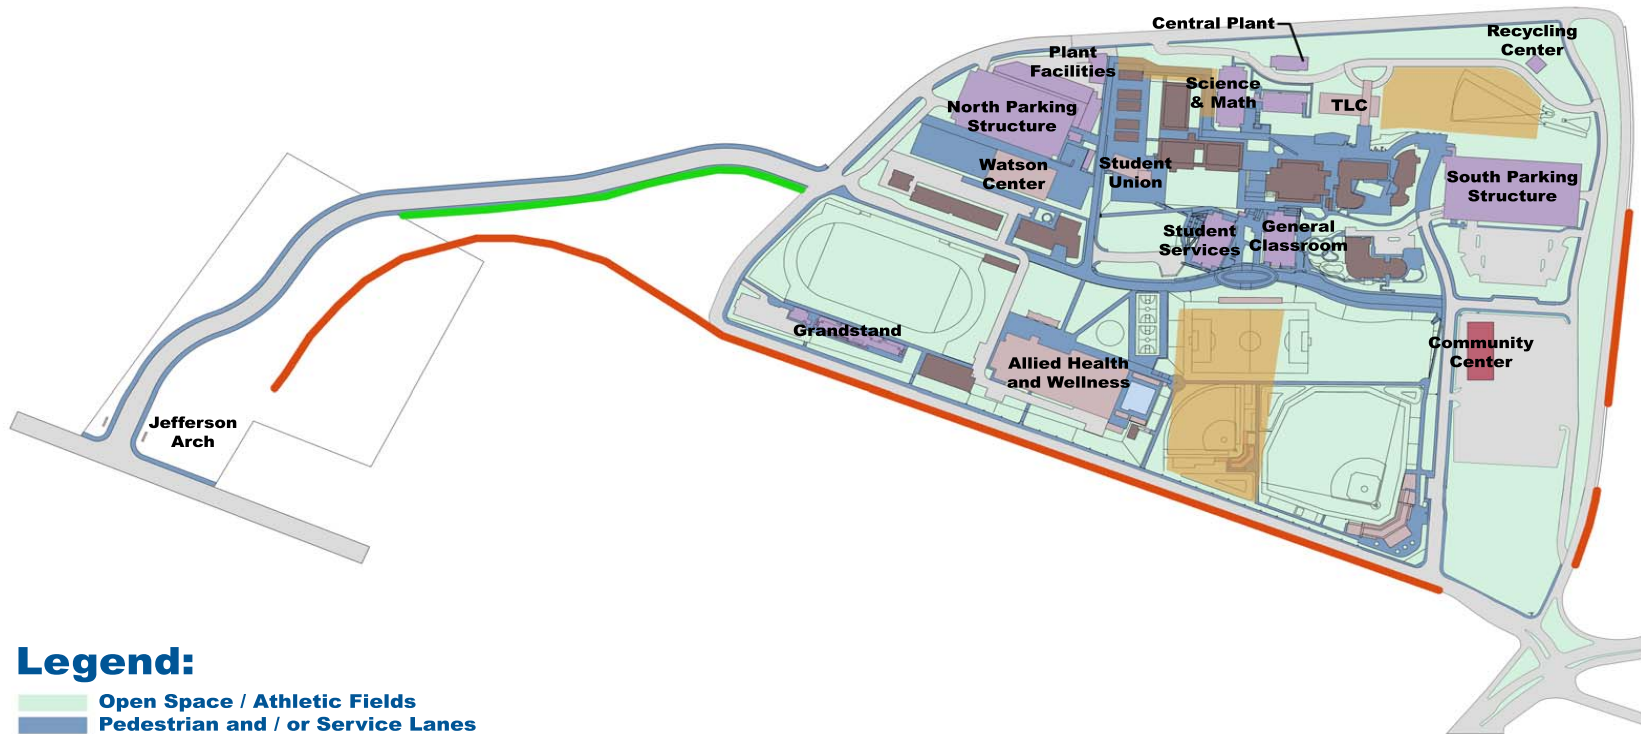 Central Plant
Recycling
Center
Plant
Facilities
Science
& Math
TLC
North Parking
Structure
Watson
Center
Student
Union
South Parking
Structure
Student
Services
General
Classroom
Grandstand
Allied Health
and Wellness
Community
Center
Jefferson
Arch
Legend:
Open Space / Athletic Fields
Pedestrian and / or Service Lanes